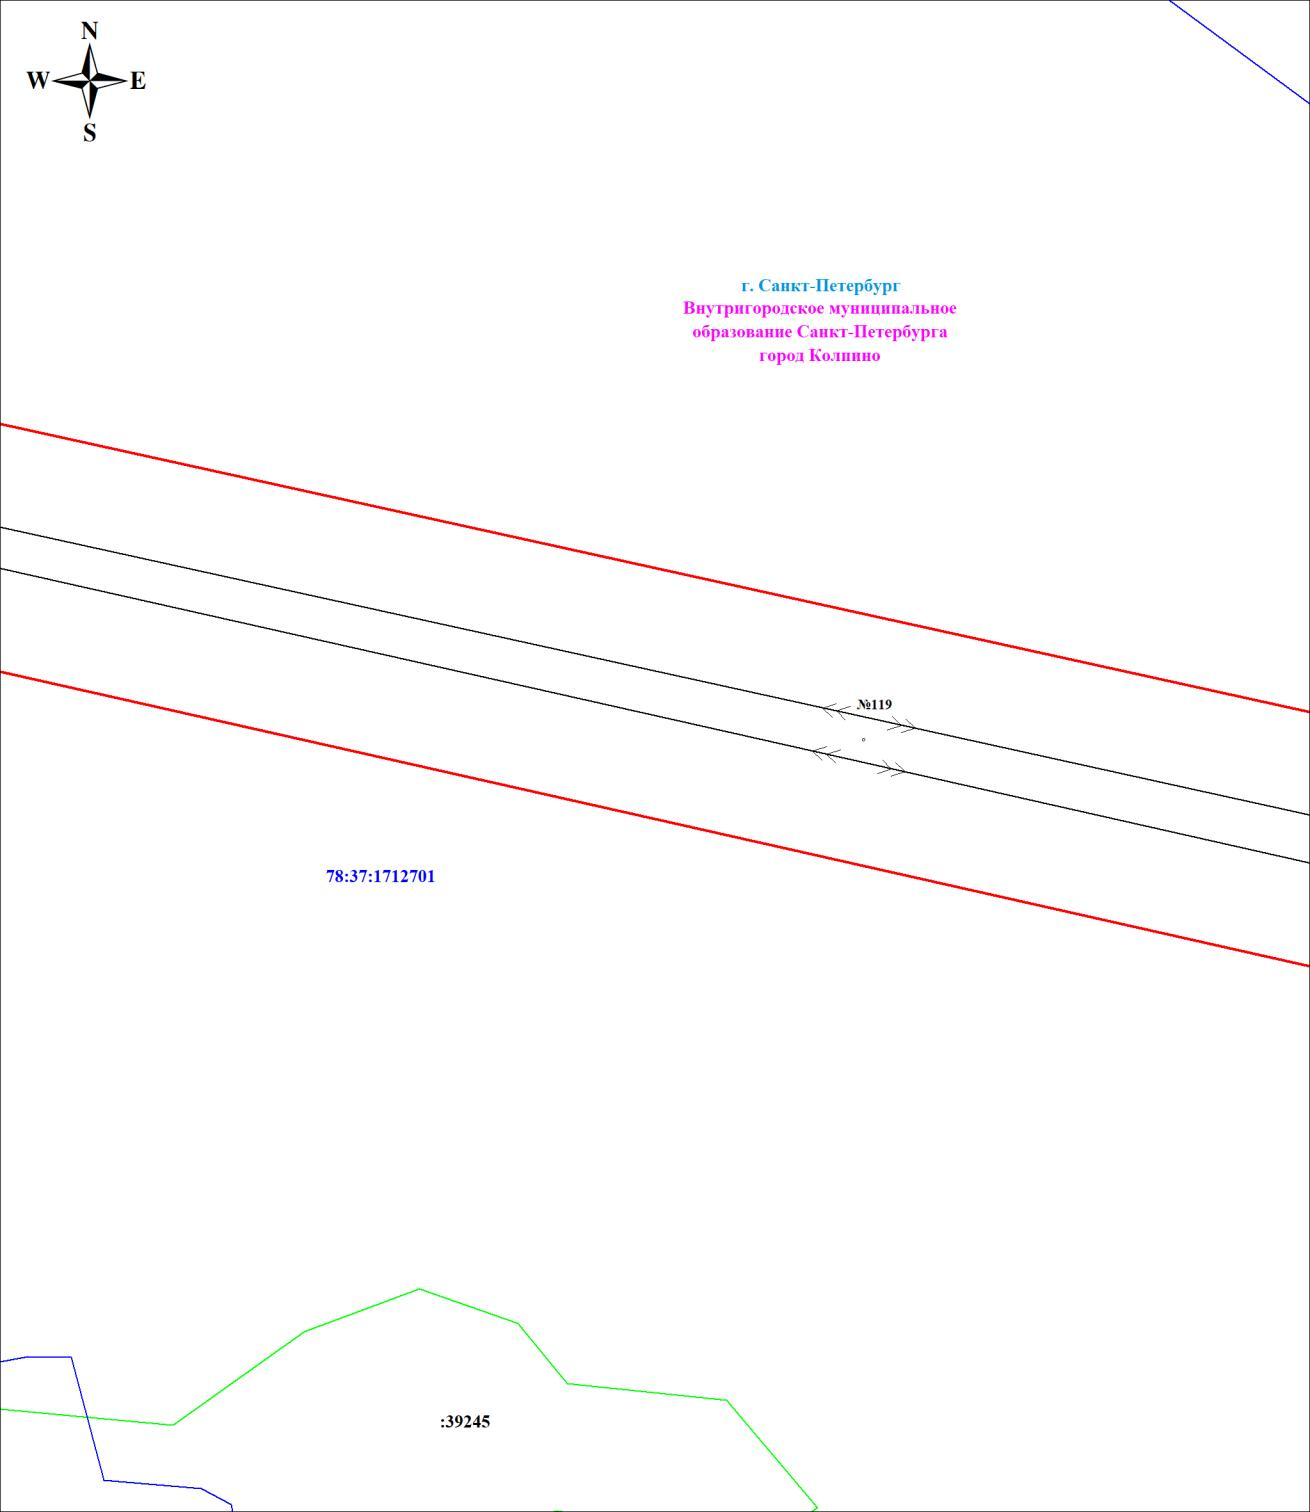 N
W E
S
г. Санкт-Петербург
Внутригородское муниципальное
образование Санкт-Петербурга
город Колпино
№119
78:37:1712701
:39245